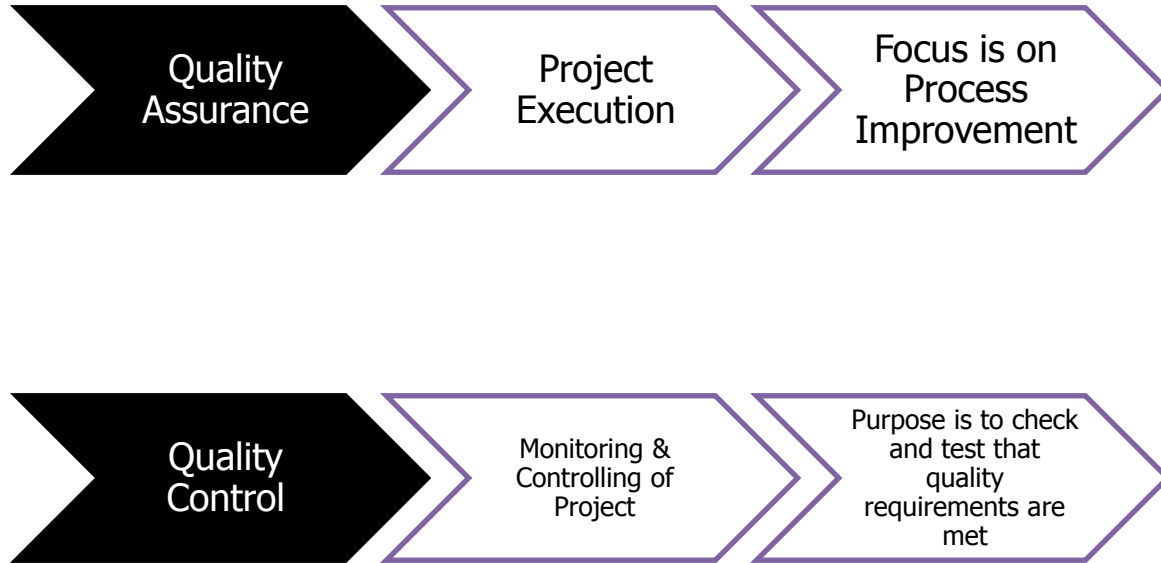 Quality
Assurance
Project
Execution
Focus is on
Process
Improvement
Quality
Control
Monitoring &
Controlling of
Project
Purpose is to check
and test that
quality
requirements are
met